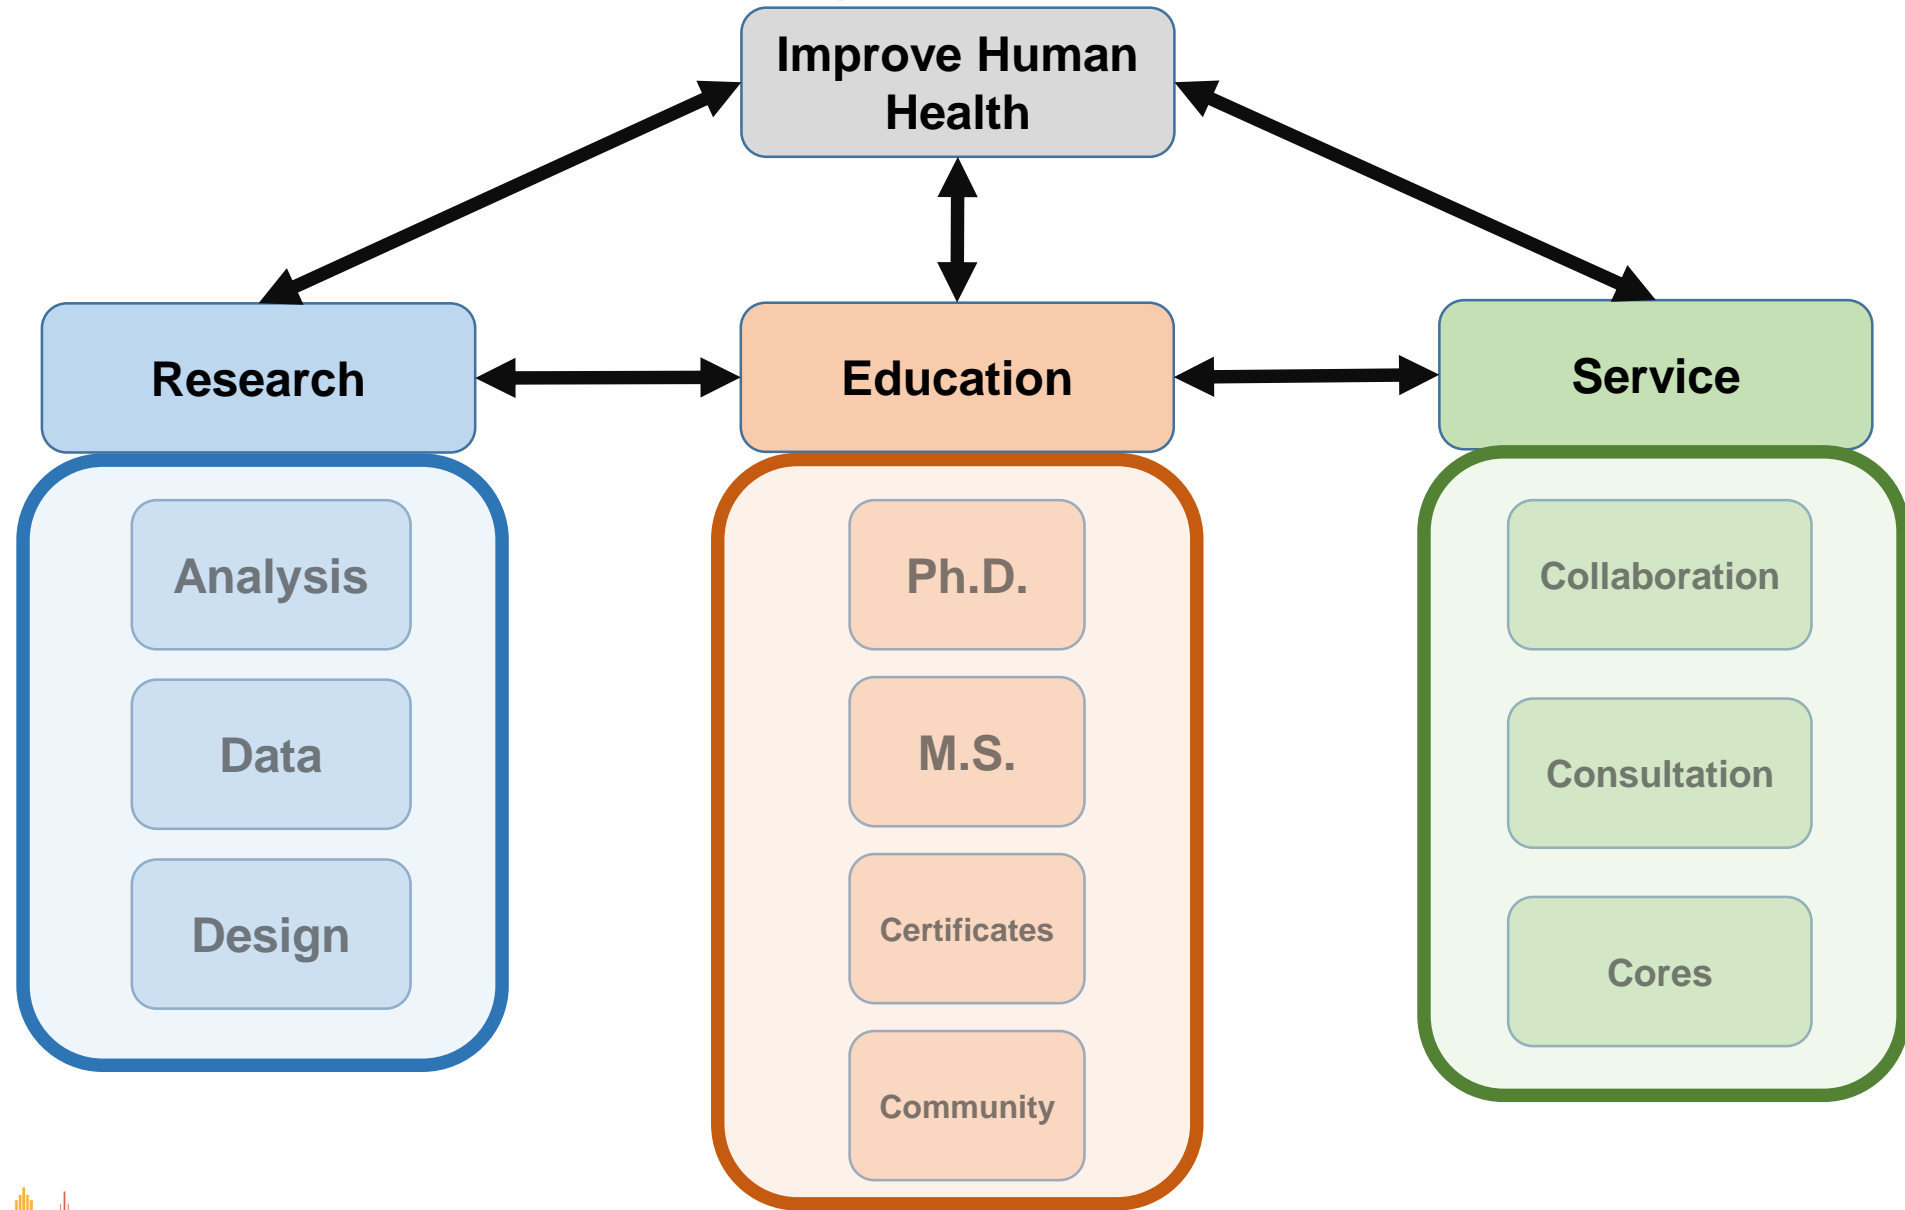 Improve Human
Health
Research
Education
Service
Analysis
Data
Design
Ph.D.
M.S.
Certificates
Community
Collaboration
Consultation
Cores